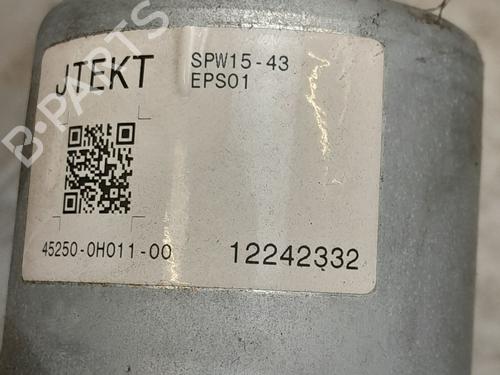 JTEKT
SPW15-43
EPS01
45250-0H011-00
12242332
B-PARTS